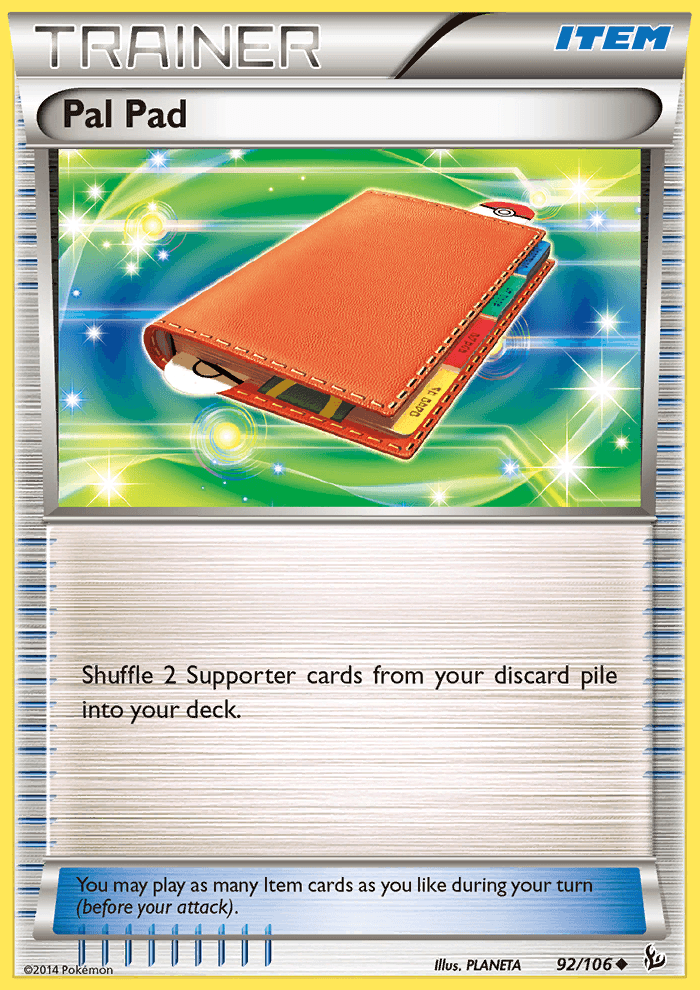 TRAINER
ITEM
Pal Pad
Shuffle 2 Supporter cards from your discard pile
into your deck.
You may play as many Item cards as you like during your turn
(before your attack).
©2014 Pokémon
Illus. PLANETA
92/106